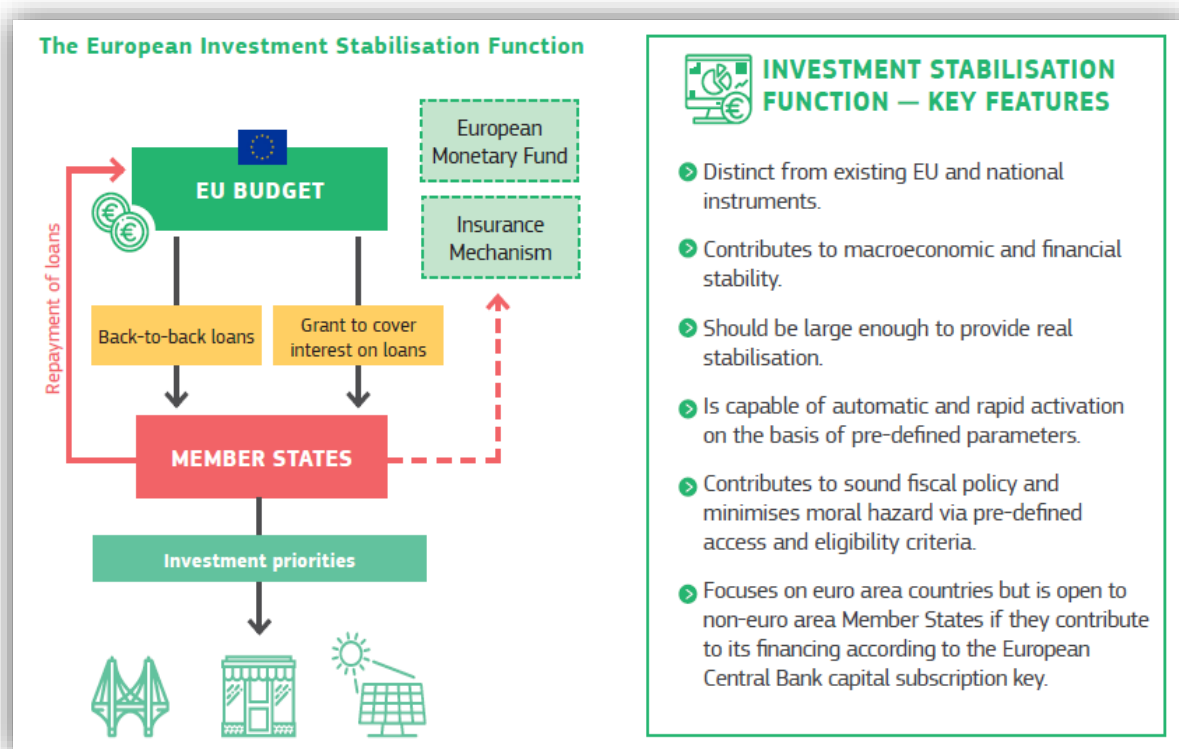 The European Investment Stabilisation Function
European
Monetary Fund
EU BUDGET
Insurance
Mechanism
Repayment of loans
Back-to-back loans
Grant to cover
interest on loans
MEMBER STATES
Investment priorities
INVESTMENT STABILISATION
FUNCTION — KEY FEATURES
Distinct from existing EU and national
instruments.
Contributes to macroeconomic and financial
stability.
Should be large enough to provide real
stabilisation.
Is capable of automatic and rapid activation
on the basis of pre-defined parameters.
Contributes to sound fiscal policy and
minimises moral hazard via pre-defined
access and eligibility criteria.
Focuses on euro area countries but is open to
non-euro area Member States if they contribute
to its financing according to the European
Central Bank capital subscription key.